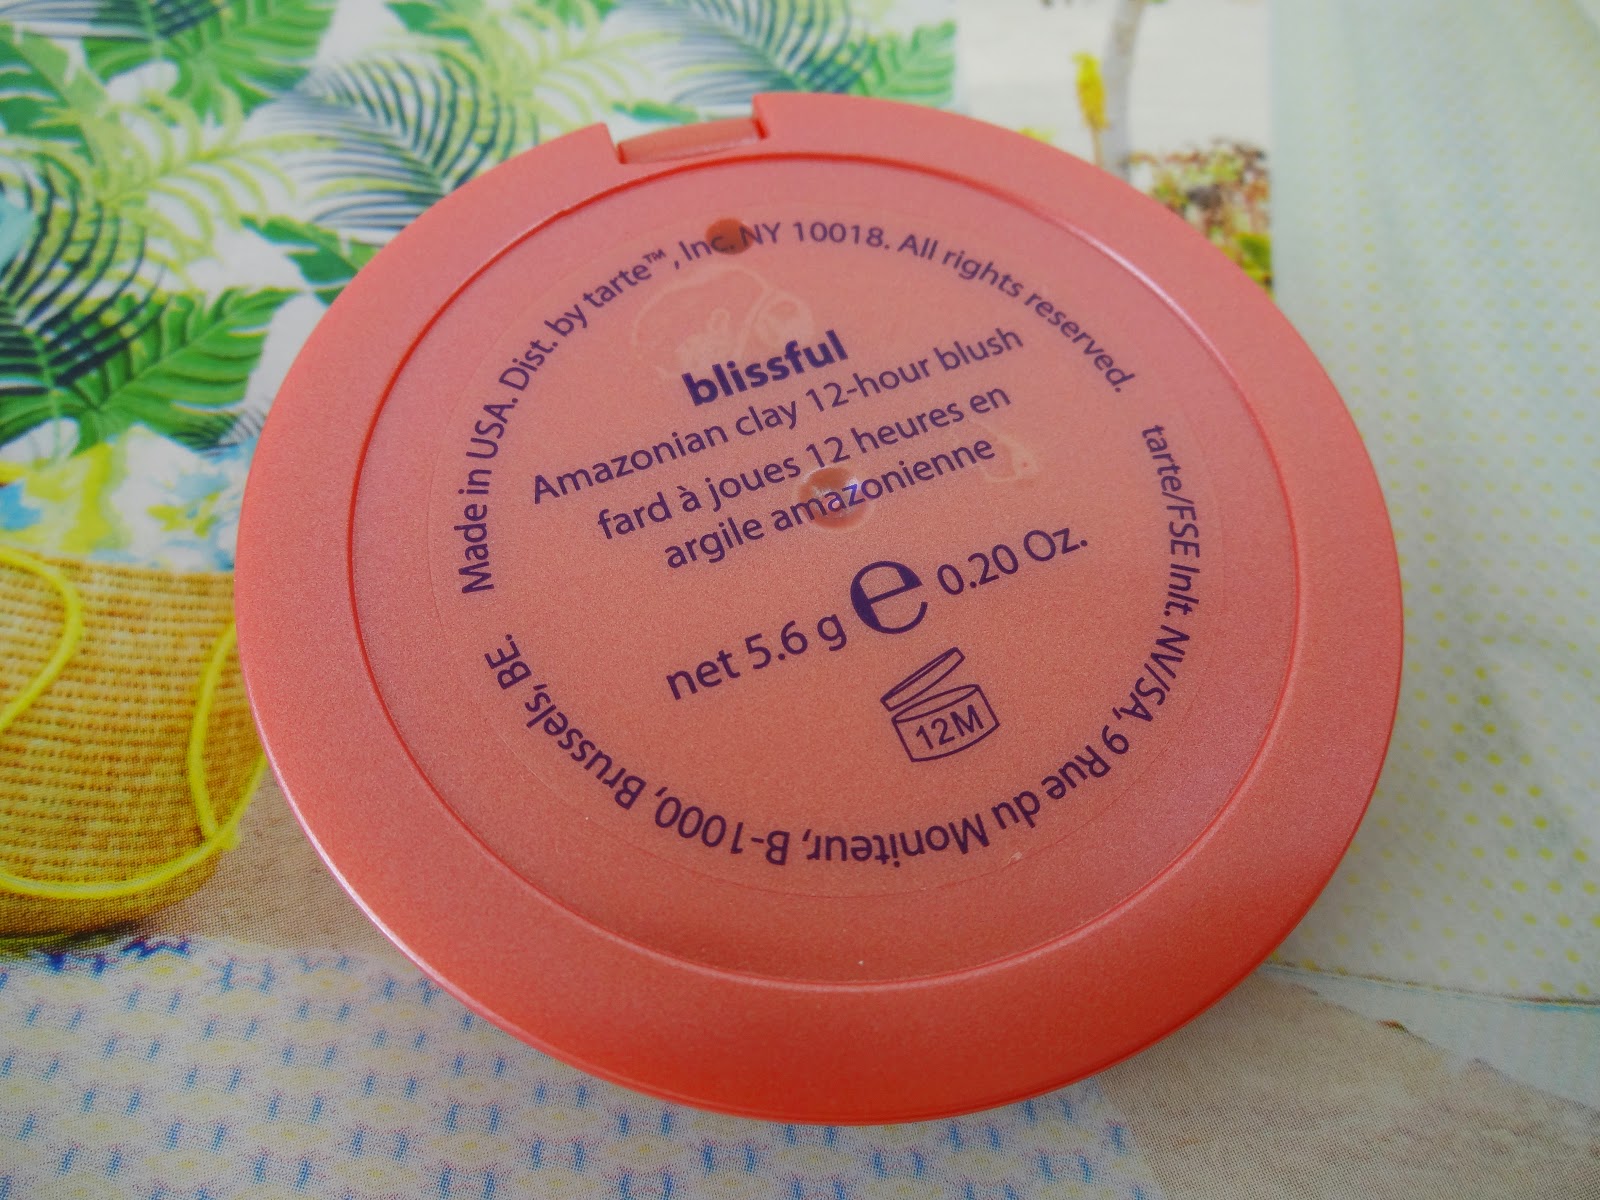 Made in USA. Dist. by tarte™, Inc. NY 10018. All rights reserved.
blissful
Amazonian clay 12-hour blush
fard à joues 12 heures en
argile amazonienne
net 5.6 g ℮ 0.20 Oz.
12M
tarte/FSE Inlt. NV/SA, 9 Rue du Moniteur, B-1000, Brussels, BE.